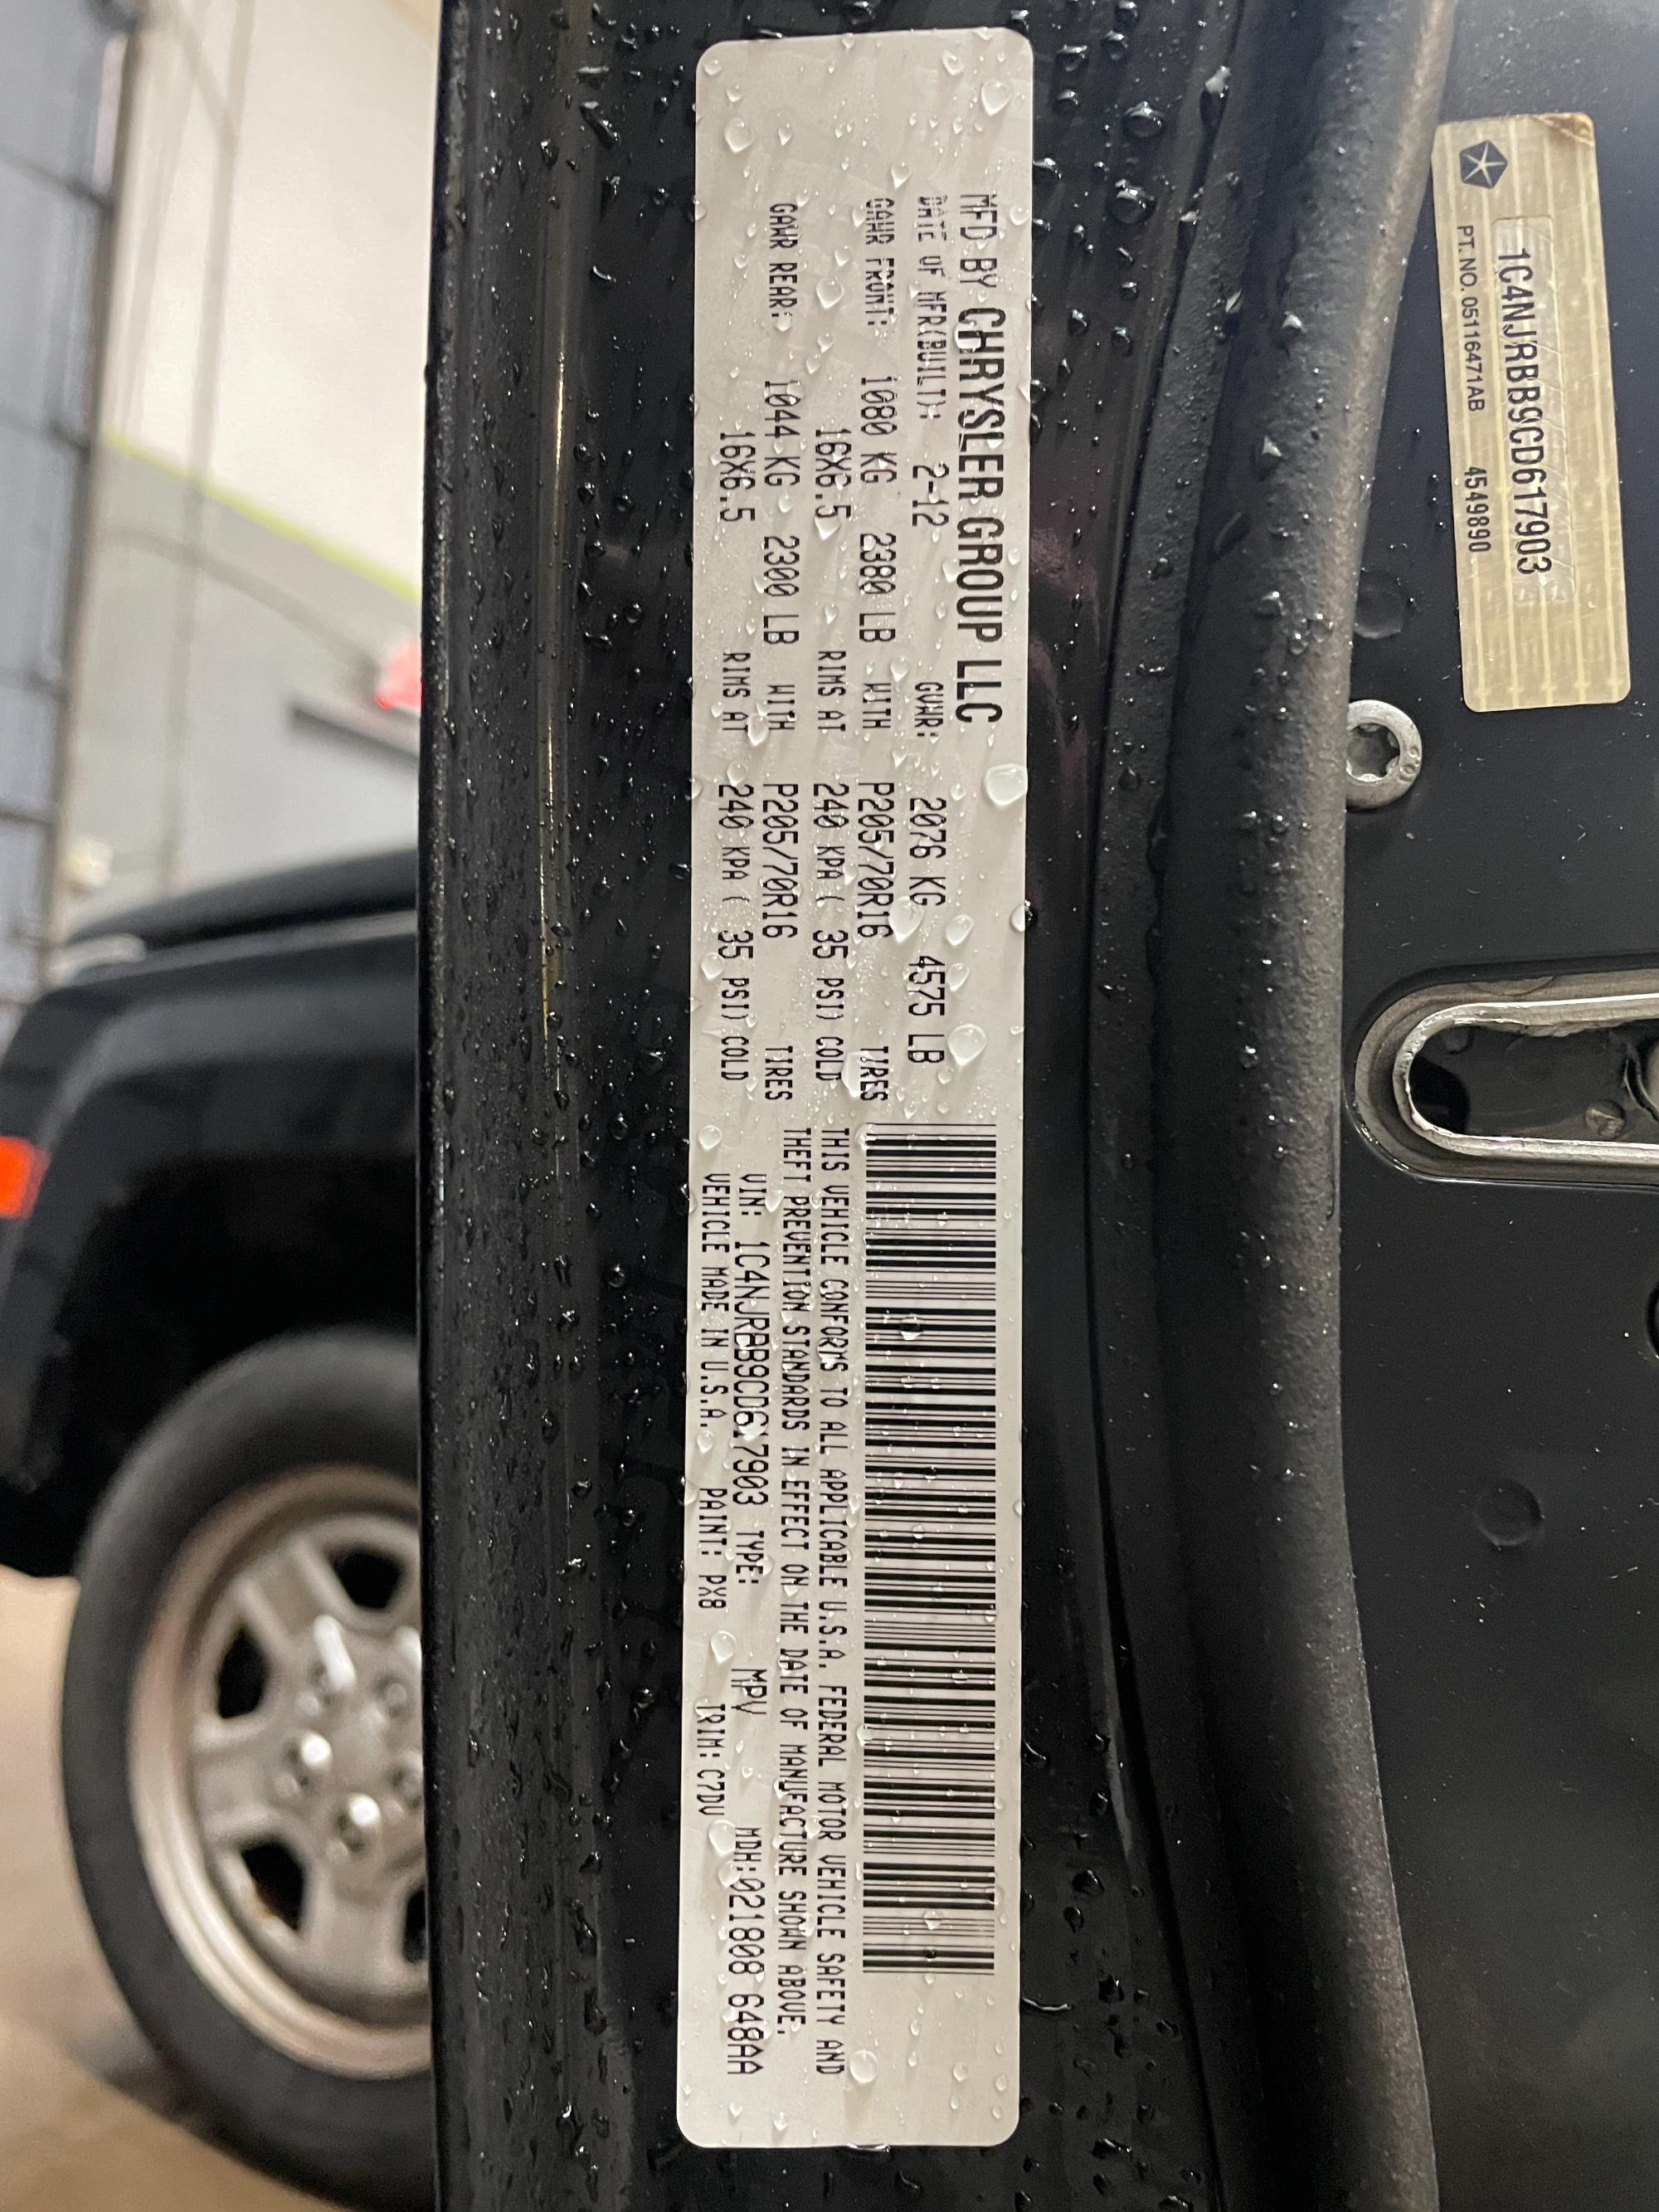 MFD BY CHRYSLER GROUP LLC
DATE OF MFR(BUILT): 2-12 GVWR: 2076 KG 4575 LB
GAWR FRONT: 1080 KG 2380 LB WITH P205/70R16 TIRES
16X6.5 RIMS AT 240 KPA ( 35 PSI) COLD
GAWR REAR: 1044 KG 2300 LB WITH P205/70R16 TIRES
16X6.5 RIMS AT 240 KPA ( 35 PSI) COLD
THIS VEHICLE CONFORMS TO ALL APPLICABLE U.S.A. FEDERAL MOTOR VEHICLE SAFETY AND
THEFT PREVENTION STANDARDS IN EFFECT ON THE DATE OF MANUFACTURE SHOWN ABOVE.
VIN: 1C4NJRBB9CD617903 TYPE: MPV MDH:021808 648AA
VEHICLE MADE IN U.S.A. PAINT: PX8 TRIM: C7DV
1C4NJRBB9CD617903
PT. NO. 05116471AB 4549890